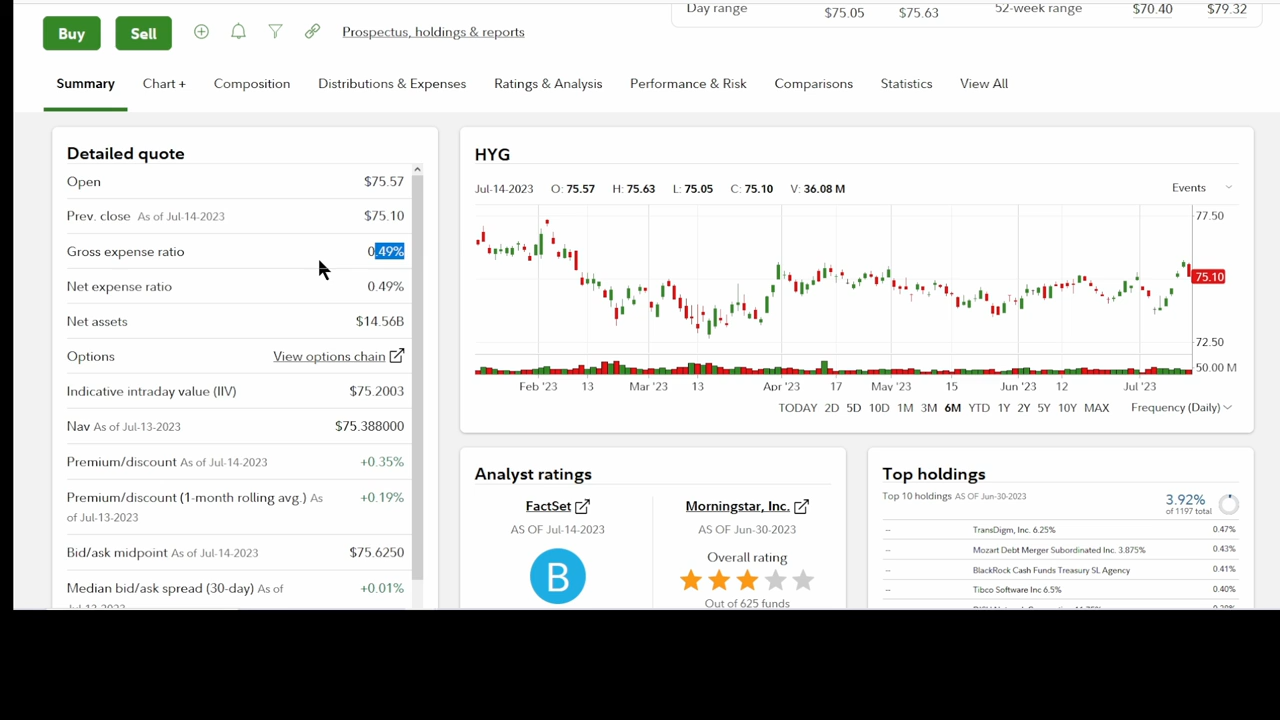 Day range $75.05 $75.63 52-week range $70.40 $79.32
Buy Sell Prospectus, holdings & reports
Summary Chart + Composition Distributions & Expenses Ratings & Analysis Performance & Risk Comparisons Statistics View All
Detailed quote
Open $75.57
Prev. close As of Jul-14-2023 $75.10
Gross expense ratio 0.49%
Net expense ratio 0.49%
Net assets $14.56B
Options View options chain
Indicative intraday value (IIV) $75.2003
Nav As of Jul-13-2023 $75.388000
Premium/discount As of Jul-14-2023 +0.35%
Premium/discount (1-month rolling avg.) As +0.19%
of Jul-13-2023
Bid/ask midpoint As of Jul-14-2023 $75.6250
Median bid/ask spread (30-day) As of +0.01%
Jul-13-2023
HYG
Jul-14-2023 O: 75.57 H: 75.63 L: 75.05 C: 75.10 V: 36.08 M Events
77.50
75.10
72.50
50.00 M
Feb '23 13 Mar '23 13 Apr '23 17 May '23 15 Jun '23 12 Jul '23
TODAY 2D 5D 10D 1M 3M 6M YTD 1Y 2Y 5Y 10Y MAX Frequency (Daily)
Analyst ratings
FactSet
AS OF Jul-14-2023
B
Morningstar, Inc.
AS OF Jun-30-2023
Overall rating
Out of 625 funds
Top holdings
Top 10 holdings AS OF Jun-30-2023 3.92%
of 1197 total
-- TransDigm, Inc. 6.25% 0.47%
-- Mozart Debt Merger Subordinated Inc. 3.875% 0.43%
-- BlackRock Cash Funds Treasury SL Agency 0.41%
-- Tibco Software Inc 6.5% 0.40%